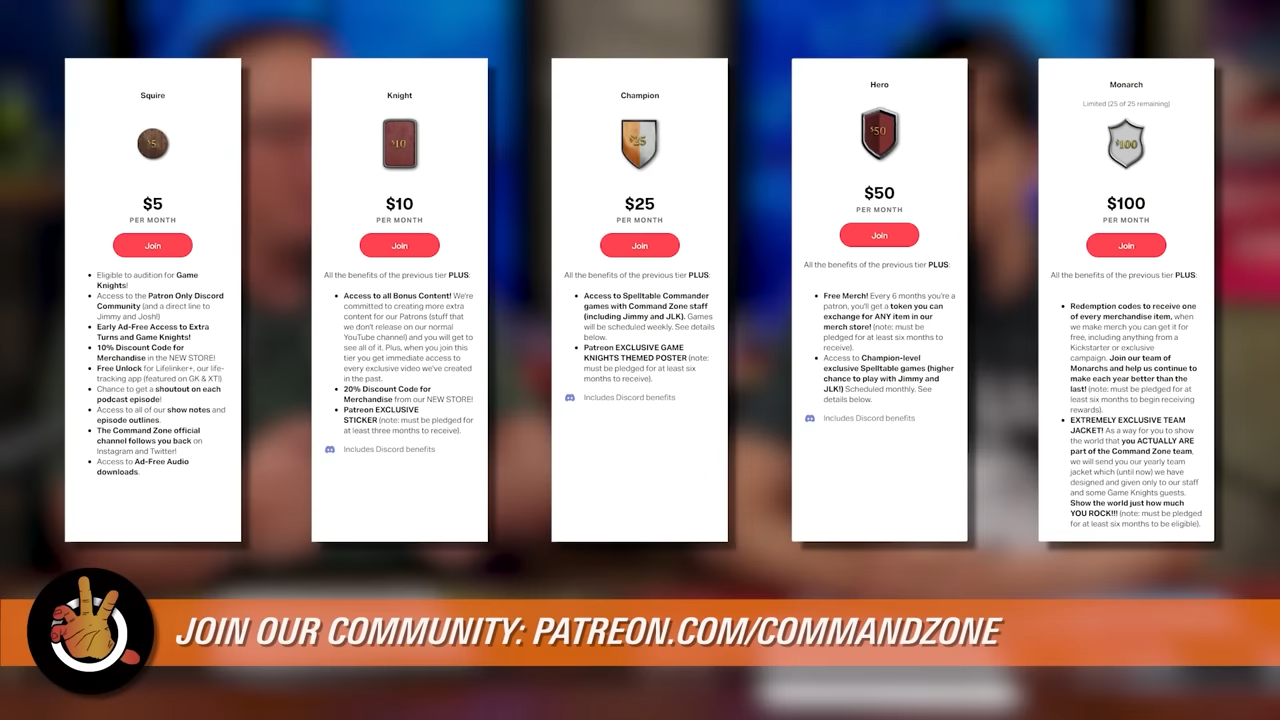 Squire
$5
$5
PER MONTH
Join
Eligible to audition for Game
Knights!
Access to the Patron Only Discord
Community (and a direct line to
Jimmy and Josh!)
Early Ad-Free Access to Extra
Turns and Game Knights!
10% Discount Code for
Merchandise in the NEW STORE!
Free Unlock for Lifelinker+, our life-
tracking app (featured on GK & XT!)
Chance to get a shoutout on each
podcast episode!
Access to all of our show notes and
episode outlines.
The Command Zone official
channel follows you back on
Instagram and Twitter!
Access to Ad-Free Audio
downloads.
Knight
$10
$10
PER MONTH
Join
All the benefits of the previous tier PLUS:
Access to all Bonus Content! We're
committed to creating more extra
content for our Patrons (stuff that
we don't release on our normal
YouTube channel) and you will get to
see all of it. Plus, when you join this
tier you get immediate access to
every exclusive video we've created
in the past.
20% Discount Code for
Merchandise from our NEW STORE!
Patreon EXCLUSIVE
STICKER (note: must be pledged for
at least three months to receive).
Includes Discord benefits
Champion
$25
$25
PER MONTH
Join
All the benefits of the previous tier PLUS:
Access to Spelltable Commander
games with Command Zone staff
(including Jimmy and JLK). Games
will be scheduled weekly. See details
below.
Patreon EXCLUSIVE GAME
KNIGHTS THEMED POSTER (note:
must be pledged for at least six
months to receive).
Includes Discord benefits
Hero
$50
$50
PER MONTH
Join
All the benefits of the previous tier PLUS:
Free Merch! Every 6 months you're a
patron, you'll get a token you can
exchange for ANY item in our
merch store! (note: must be
pledged for at least six months to
receive).
Access to Champion-level
exclusive Spelltable games (higher
chance to play with Jimmy and
JLK!) Scheduled monthly. See
details below.
Includes Discord benefits
Monarch
Limited (25 of 25 remaining)
$100
$100
PER MONTH
Join
All the benefits of the previous tier PLUS:
Redemption codes to receive one
of every merchandise item, when
we make merch you can get it for
free, including anything from a
Kickstarter or exclusive
campaign. Join our team of
Monarchs and help us continue to
make each year better than the
last! (note: must be pledged for at
least six months to begin receiving
rewards).
EXTREMELY EXCLUSIVE TEAM
JACKET! As a way for you to show
the world that you ACTUALLY ARE
part of the Command Zone team,
we will send you our yearly team
jacket which (until now) we have
designed and given only to our staff
and some Game Knights guests.
Show the world just how much
YOU ROCK!!! (note: must be pledged
for at least six months to be eligible).
JOIN OUR COMMUNITY: PATREON.COM/COMMANDZONE